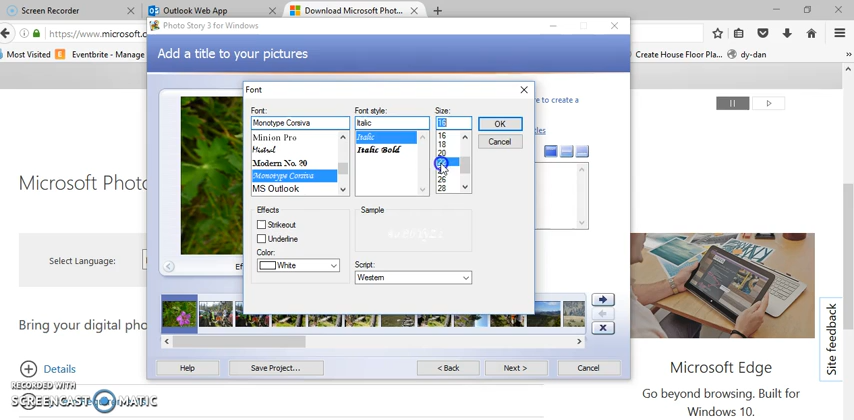 Screen Recorder
Outlook Web App
Download Microsoft Phot...
https://www.microsoft.c
Photo Story 3 for Windows
Most Visited
Eventbrite - Manage
Create House Floor Pla...
dy-dan
Add a title to your pictures
Font
ere to create a
Font:
Font style:
Size:
Monotype Corsiva
Italic
16
OK
Cancel
Minion Pro
Mistral
Modern No. 20
Monotype Corsiva
MS Outlook
Italic
Italic Bold
16
18
20
26
28
Microsoft Photo
Effects
Strikeout
Underline
Color:
White
Sample
Script:
Western
Select Language:
Bring your digital phot
Details
Help
Save Project...
< Back
Next >
Cancel
Microsoft Edge
Go beyond browsing. Built for
Windows 10.
Site feedback
RECORDED WITH
SCREENCAST MATIC